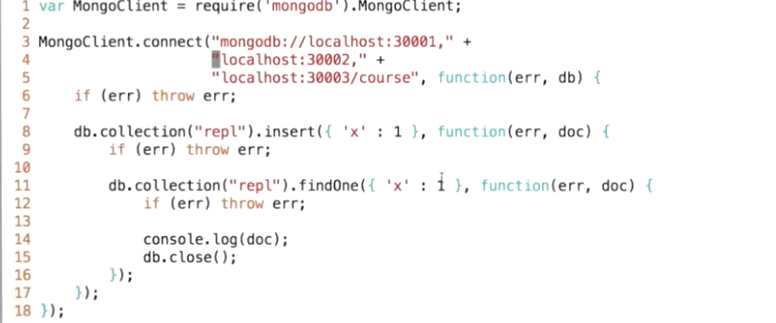 1 var MongoClient = require('mongodb').MongoClient;
2
3 MongoClient.connect("mongodb://localhost:30001," +
4                     "localhost:30002," +
5                     "localhost:30003/course", function(err, db) {
6     if (err) throw err;
7
8     db.collection("repl").insert({ 'x' : 1 }, function(err, doc) {
9         if (err) throw err;
10
11         db.collection("repl").findOne({ 'x' : 1 }, function(err, doc) {
12             if (err) throw err;
13
14             console.log(doc);
15             db.close();
16         });
17     });
18 });